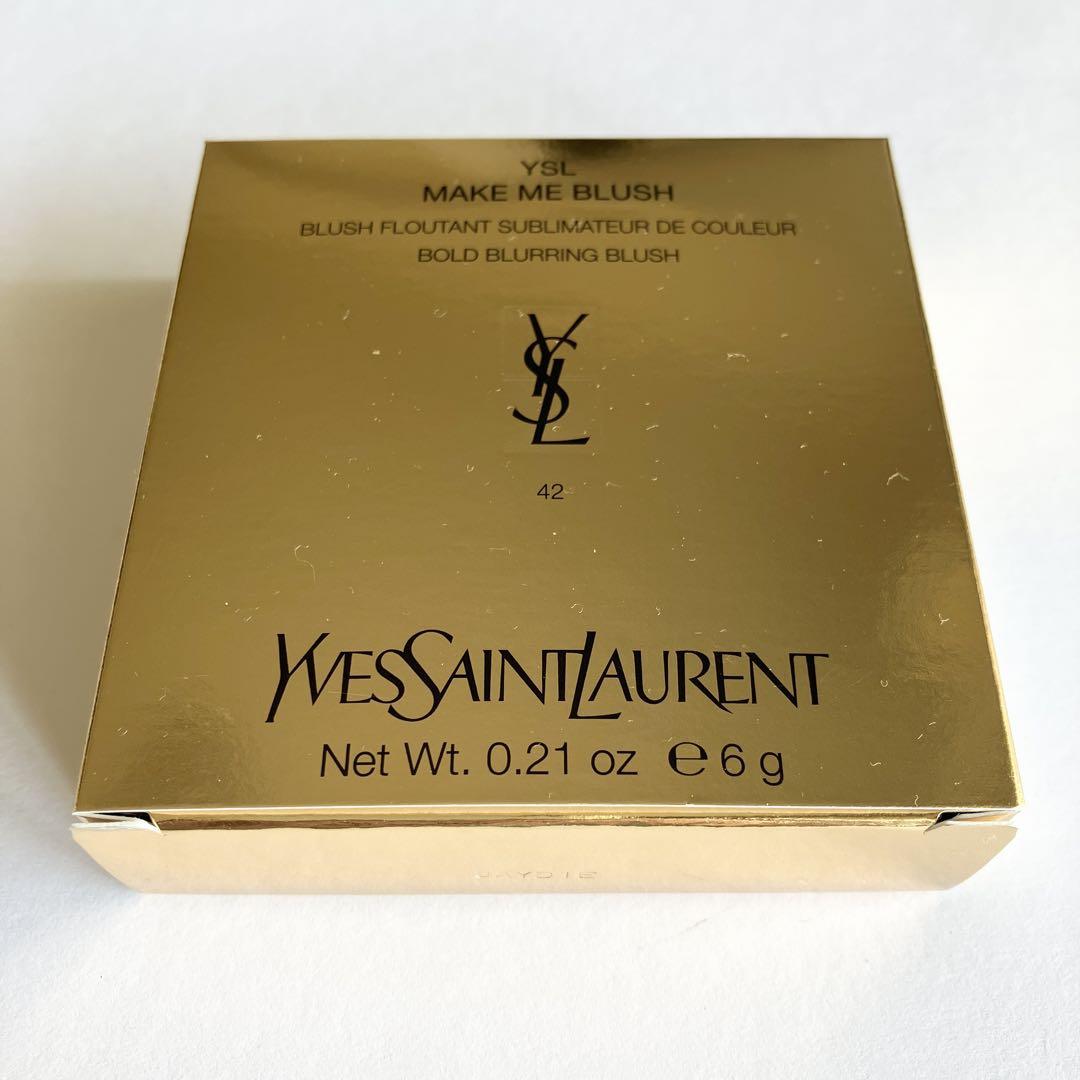 YSL
MAKE ME BLUSH
BLUSH FLOUTANT SUBLIMATEUR DE COULEUR
BOLD BLURRING BLUSH
YSL
42
YVESSAINTLAURENT
Net Wt. 0.21 oz ℮ 6 g